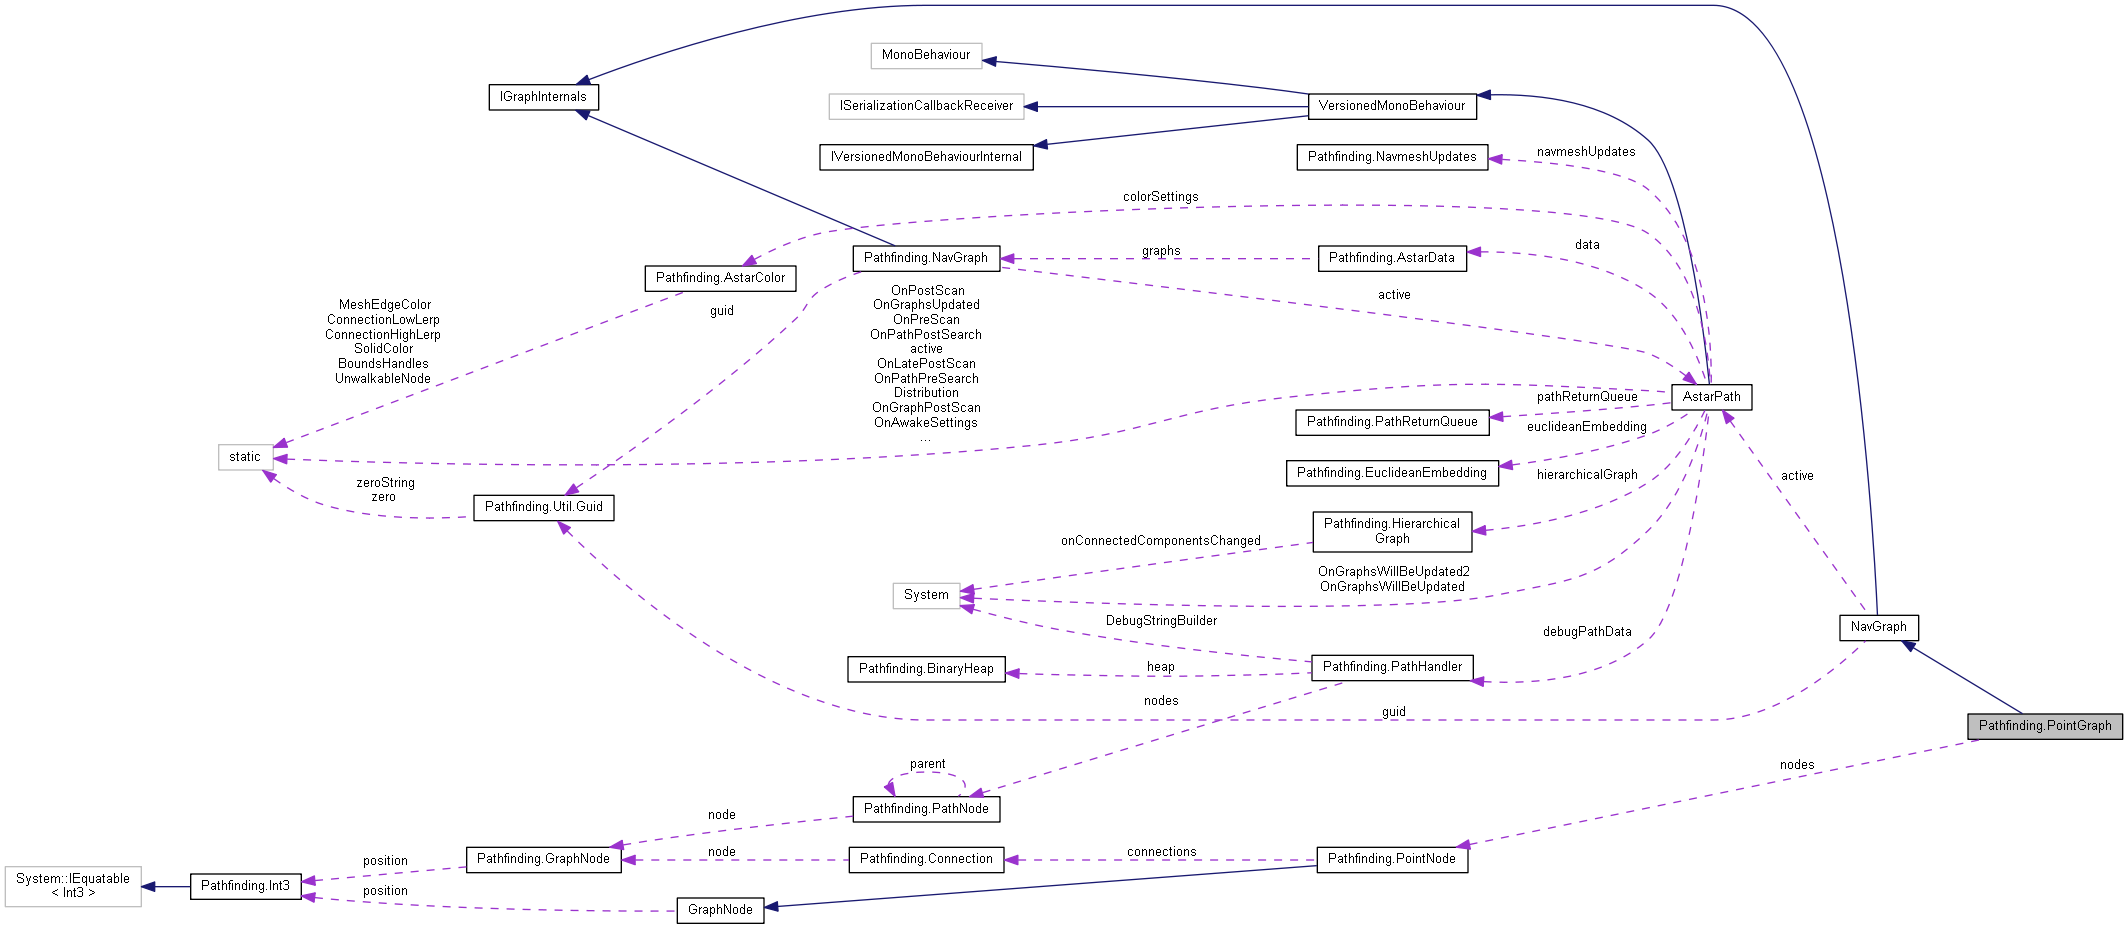 MonoBehaviour
IGraphInternals
ISerializationCallbackReceiver
VersionedMonoBehaviour
IVersionedMonoBehaviourInternal
Pathfinding.NavmeshUpdates
navmeshUpdates
colorSettings
Pathfinding.NavGraph
graphs
Pathfinding.AstarData
data
Pathfinding.AstarColor
active
guid
MeshEdgeColor
ConnectionLowLerp
ConnectionHighLerp
SolidColor
BoundsHandles
UnwalkableNode
OnPostScan
OnGraphsUpdated
OnPreScan
OnPathPostSearch
active
OnLatePostScan
OnPathPreSearch
Distribution
OnGraphPostScan
OnAwakeSettings
...
AstarPath
pathReturnQueue
Pathfinding.PathReturnQueue
euclideanEmbedding
static
Pathfinding.EuclideanEmbedding
hierarchicalGraph
active
zeroString
zero
Pathfinding.Util.Guid
Pathfinding.Hierarchical
Graph
onConnectedComponentsChanged
System
OnGraphsWillBeUpdated2
OnGraphsWillBeUpdated
DebugStringBuilder
debugPathData
NavGraph
Pathfinding.BinaryHeap
heap
Pathfinding.PathHandler
nodes
guid
Pathfinding.PointGraph
parent
nodes
Pathfinding.PathNode
node
Pathfinding.GraphNode
node
Pathfinding.Connection
connections
Pathfinding.PointNode
position
System::IEquatable
< Int3 >
Pathfinding.Int3
position
GraphNode